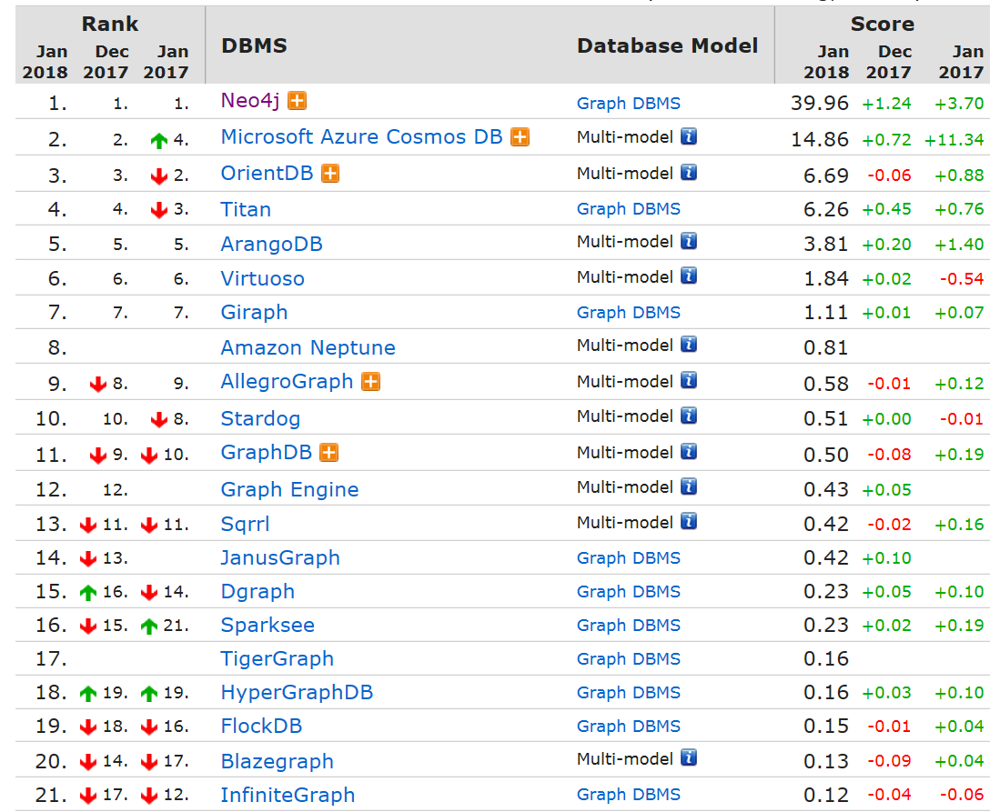 Rank Score
DBMS Database Model
Jan Dec Jan Jan Dec Jan
2018 2017 2017 2018 2017 2017
1. 1. 1. Neo4j Graph DBMS 39.96 +1.24 +3.70
2. 2. 4. Microsoft Azure Cosmos DB Multi-model 14.86 +0.72 +11.34
3. 3. 2. OrientDB Multi-model 6.69 -0.06 +0.88
4. 4. 3. Titan Graph DBMS 6.26 +0.45 +0.76
5. 5. 5. ArangoDB Multi-model 3.81 +0.20 +1.40
6. 6. 6. Virtuoso Multi-model 1.84 +0.02 -0.54
7. 7. 7. Giraph Graph DBMS 1.11 +0.01 +0.07
8. Amazon Neptune Multi-model 0.81
9. 8. 9. AllegroGraph Multi-model 0.58 -0.01 +0.12
10. 10. 8. Stardog Multi-model 0.51 +0.00 -0.01
11. 9. 10. GraphDB Multi-model 0.50 -0.08 +0.19
12. 12. Graph Engine Multi-model 0.43 +0.05
13. 11. 11. Sqrrl Multi-model 0.42 -0.02 +0.16
14. 13. JanusGraph Graph DBMS 0.42 +0.10
15. 16. 14. Dgraph Graph DBMS 0.23 +0.05 +0.10
16. 15. 21. Sparksee Graph DBMS 0.23 +0.02 +0.19
17. TigerGraph Graph DBMS 0.16
18. 19. 19. HyperGraphDB Graph DBMS 0.16 +0.03 +0.10
19. 18. 16. FlockDB Graph DBMS 0.15 -0.01 +0.04
20. 14. 17. Blazegraph Multi-model 0.13 -0.09 +0.04
21. 17. 12. InfiniteGraph Graph DBMS 0.12 -0.04 -0.06